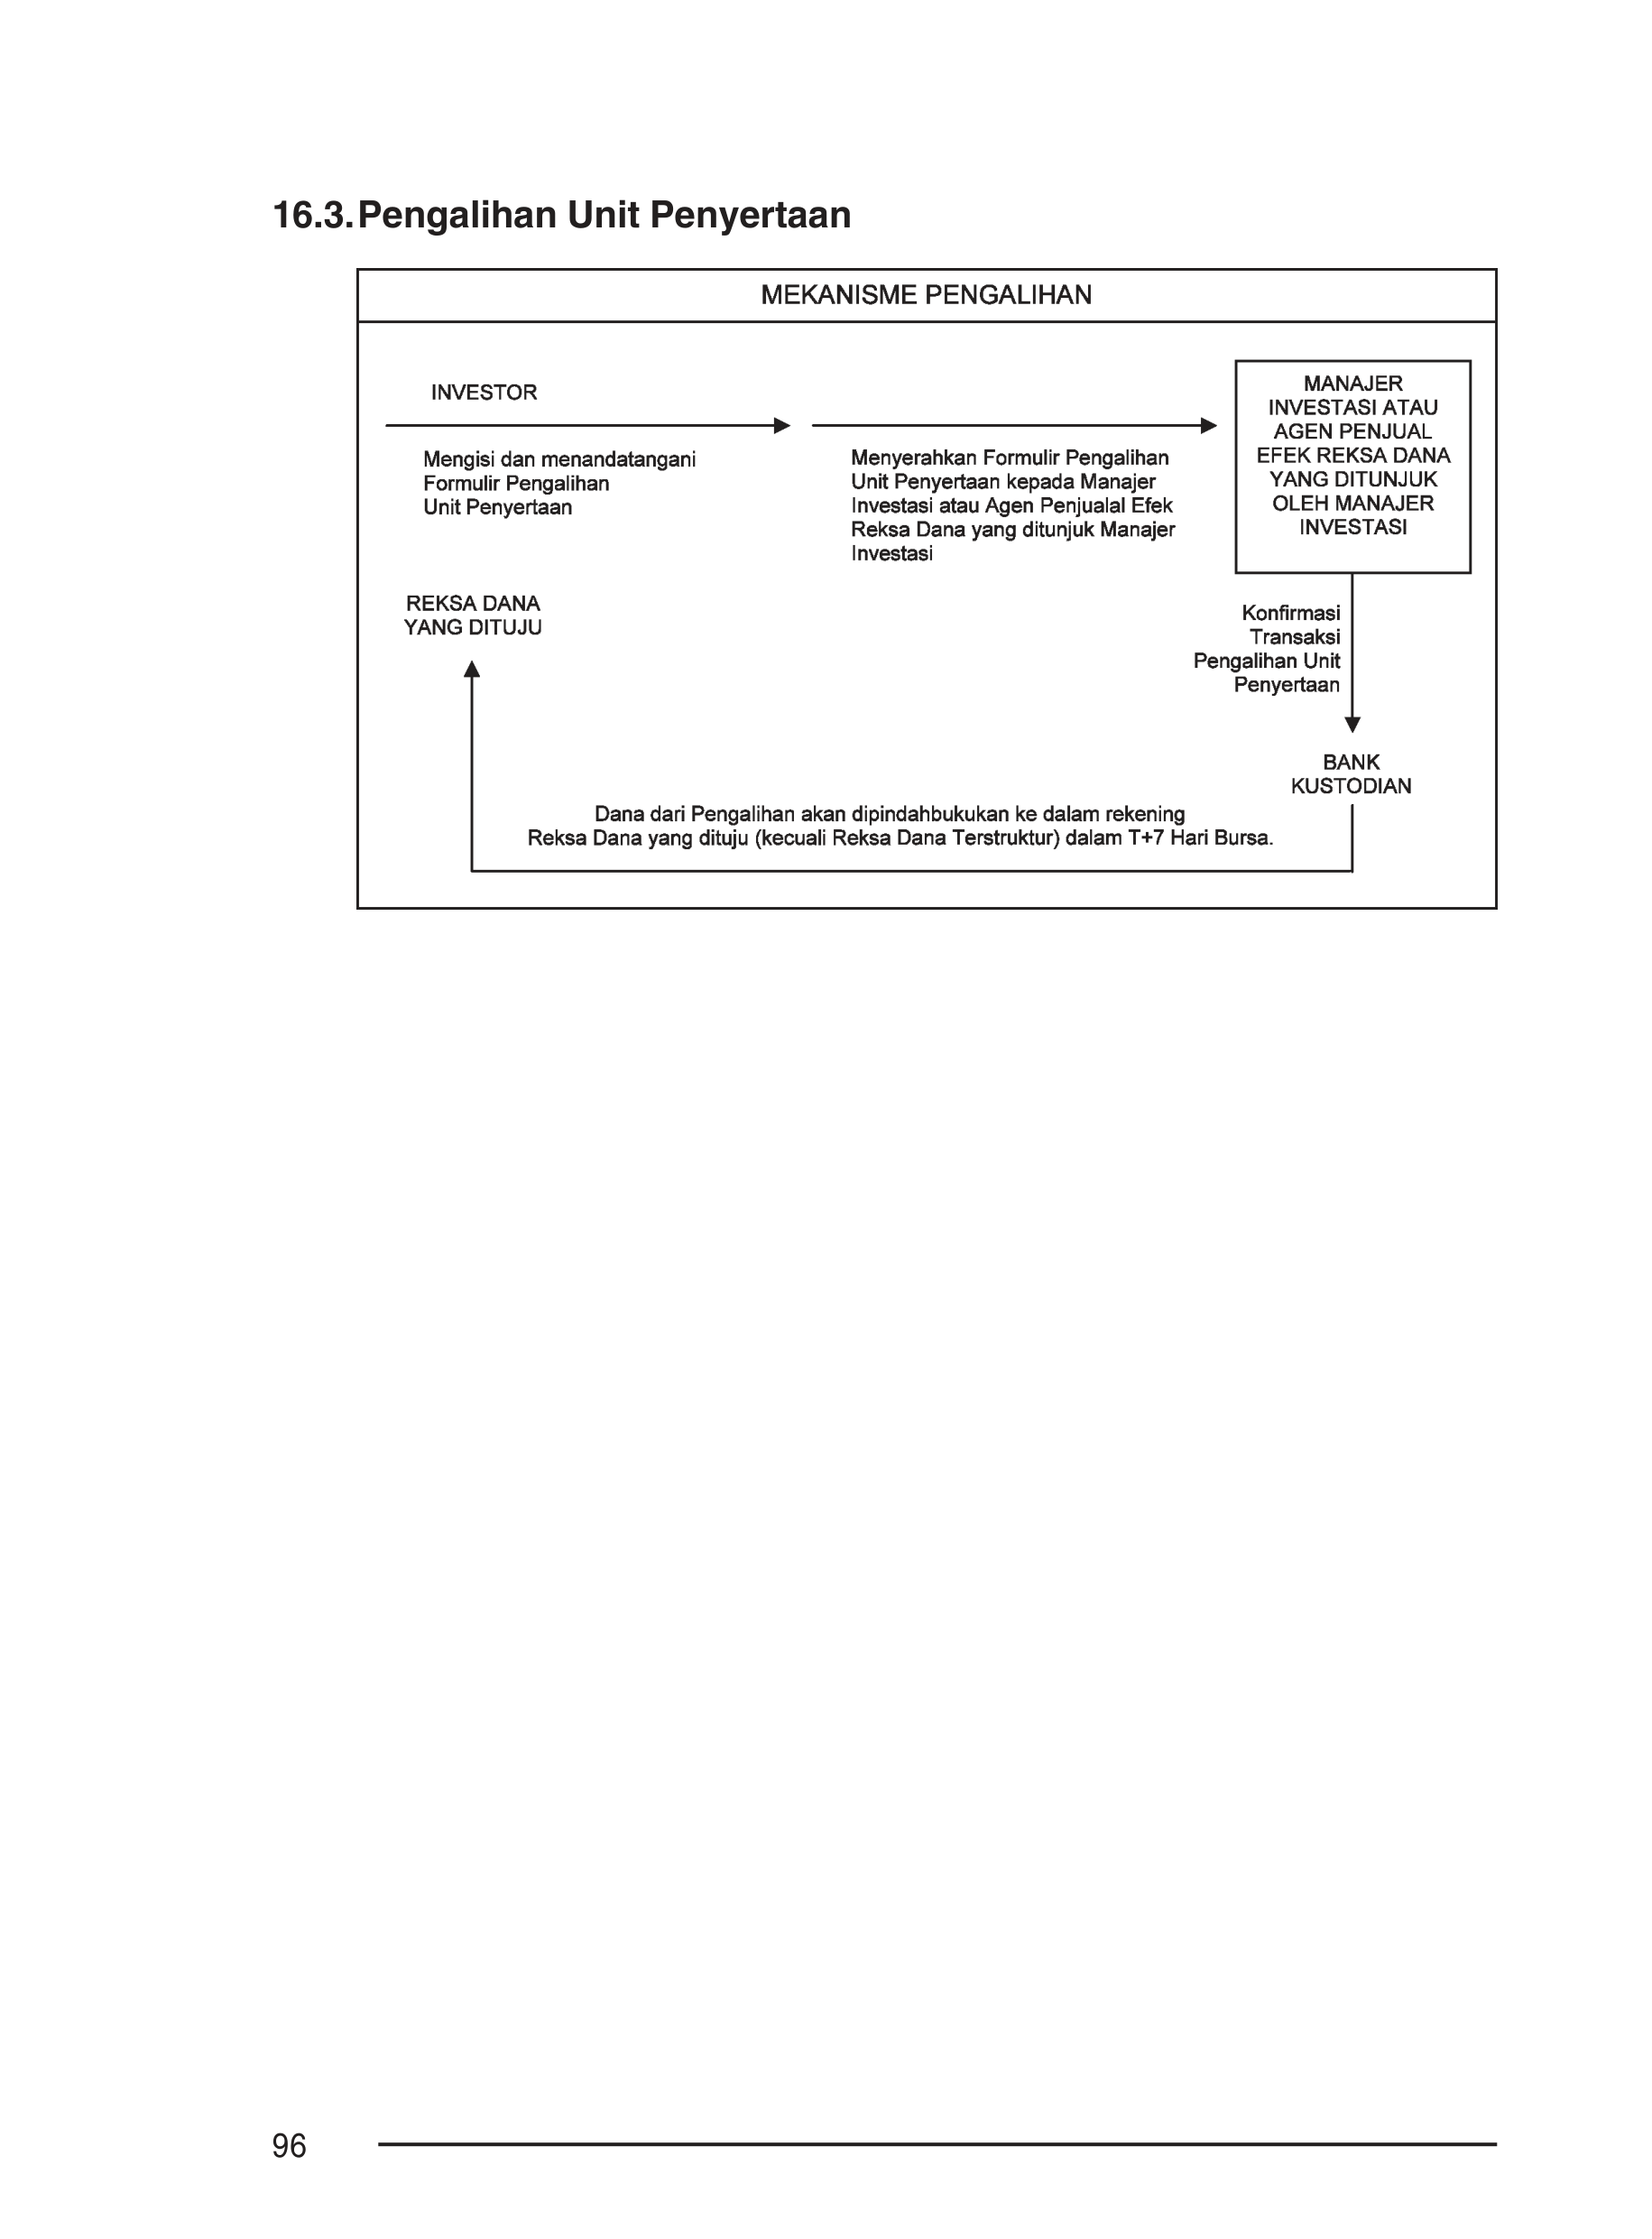 16.3. Pengalihan Unit Penyertaan
MEKANISME PENGALIHAN
INVESTOR
Mengisi dan menandatangani
Formulir Pengalihan
Unit Penyertaan
Menyerahkan Formulir Pengalihan
Unit Penyertaan kepada Manajer
Investasi atau Agen Penjualal Efek
Reksa Dana yang ditunjuk Manajer
Investasi
MANAJER
INVESTASI ATAU
AGEN PENJUAL
EFEK REKSA DANA
YANG DITUNJUK
OLEH MANAJER
INVESTASI
Konfirmasi
Transaksi
Pengalihan Unit
Penyertaan
BANK
KUSTODIAN
Dana dari Pengalihan akan dipindahbukukan ke dalam rekening
Reksa Dana yang dituju (kecuali Reksa Dana Terstruktur) dalam T+7 Hari Bursa.
REKSA DANA
YANG DITUJU
96